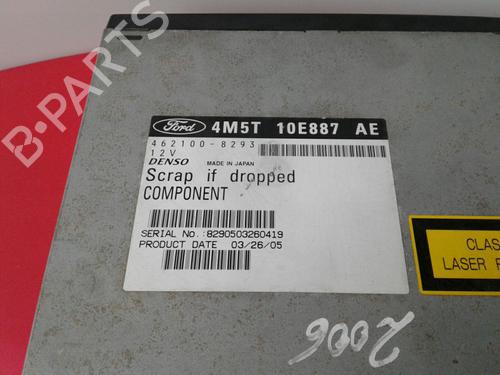 Ford 4M5T 10E887 AE
462100-8293
12V
DENSO MADE IN JAPAN
Scrap if dropped
COMPONENT
SERIAL No.:8290503260419
PRODUCT DATE 03/26/05
CLAS
LASER P
2006
B-PARTS